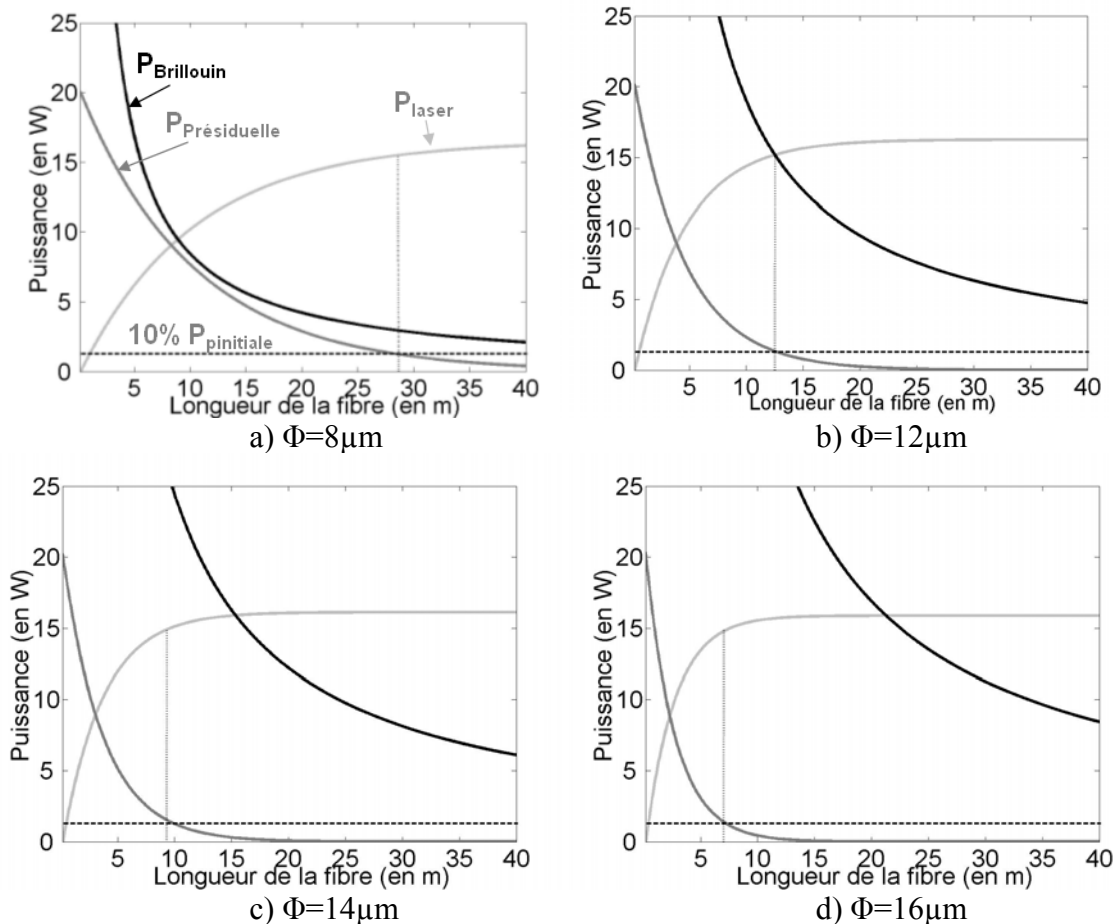 25
20
15
10
5
0
Puissance (en W)
P_Brillouin
P_Présiduelle
P_laser
10% P_pinitiale
5 10 15 20 25 30 35 40
Longueur de la fibre (en m)
a) Φ=8µm
25
20
15
10
5
0
Puissance (en W)
5 10 15 20 25 30 35 40
Longueur de la fibre (en m)
b) Φ=12µm
25
20
15
10
5
0
Puissance (en W)
5 10 15 20 25 30 35 40
Longueur de la fibre (en m)
c) Φ=14µm
25
20
15
10
5
0
Puissance (en W)
5 10 15 20 25 30 35 40
Longueur de la fibre (en m)
d) Φ=16µm